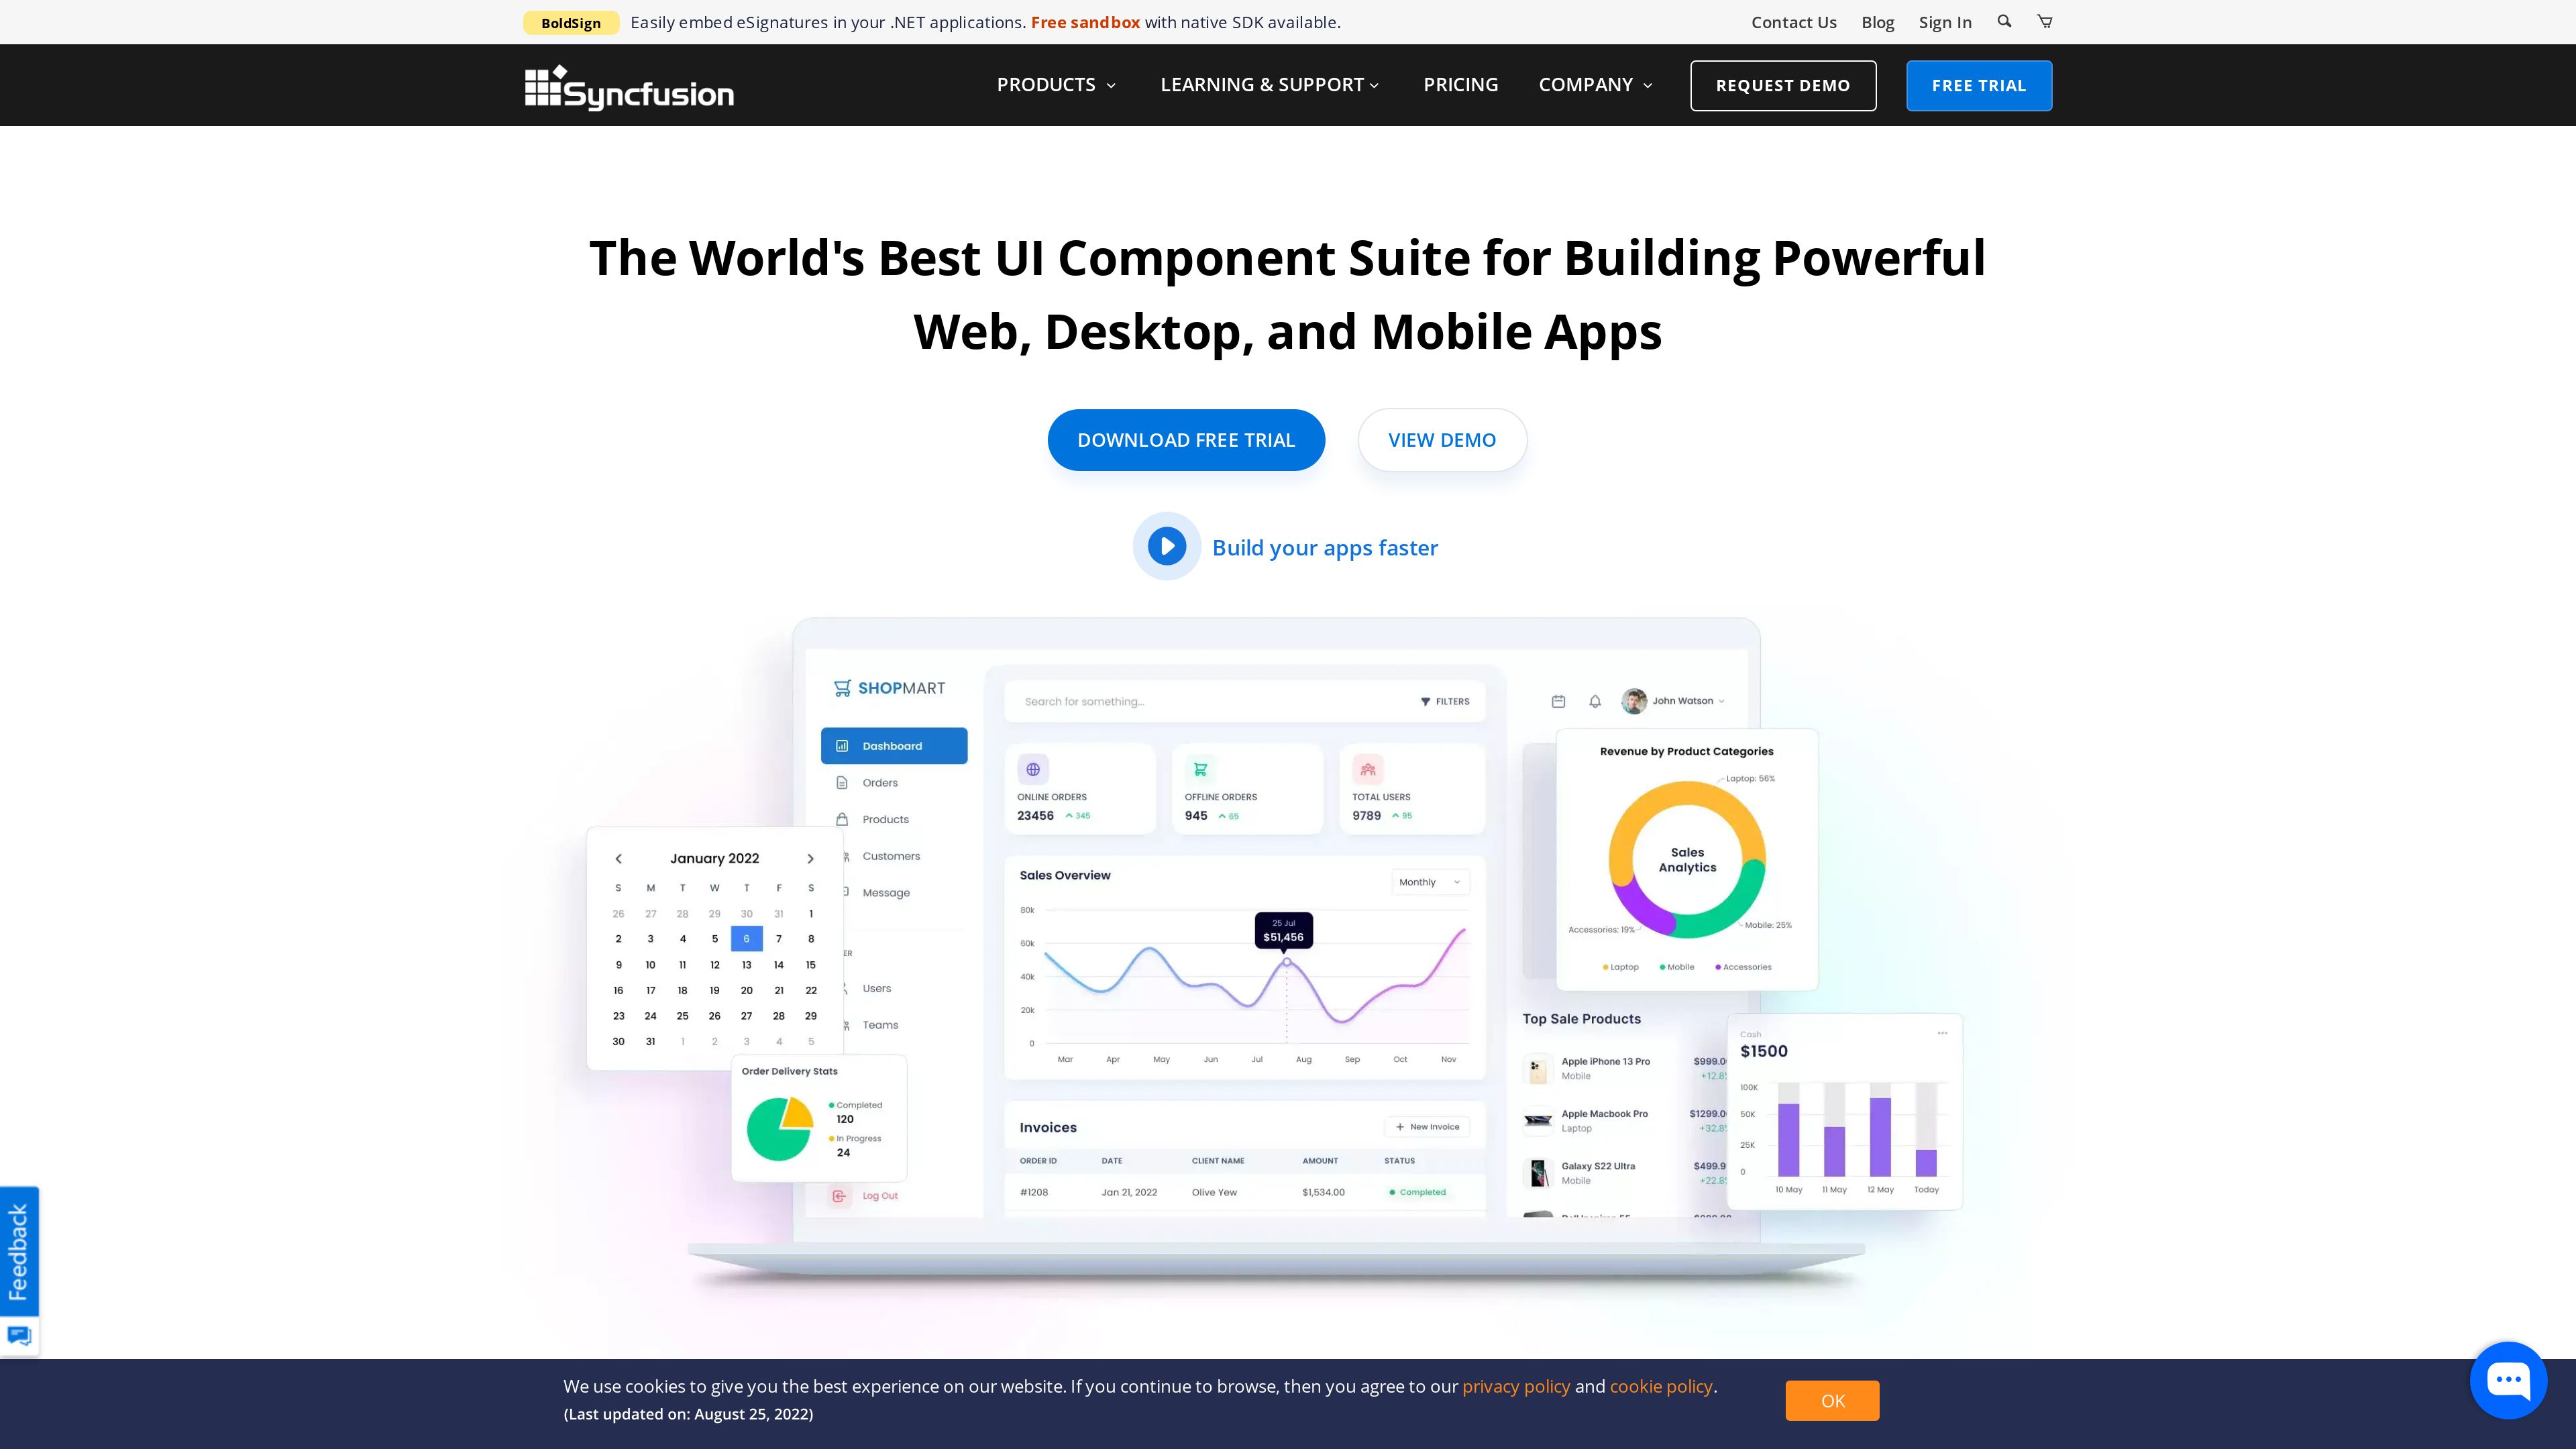 BoldSign Easily embed eSignatures in your .NET applications. Free sandbox with native SDK available.
Contact Us Blog Sign In
Syncfusion
PRODUCTS LEARNING & SUPPORT PRICING COMPANY REQUEST DEMO FREE TRIAL
The World's Best UI Component Suite for Building Powerful
Web, Desktop, and Mobile Apps
DOWNLOAD FREE TRIAL VIEW DEMO
Build your apps faster
SHOPMART
Dashboard
Orders
Products
Customers
Message
ER
Users
Teams
Log Out
January 2022
S M T W T F S
26 27 28 29 30 31 1
2 3 4 5 6 7 8
9 10 11 12 13 14 15
16 17 18 19 20 21 22
23 24 25 26 27 28 29
30 31 1 2 3 4 5
Order Delivery Stats
Completed
120
In Progress
24
Search for something...
FILTERS
ONLINE ORDERS
23456 345
OFFLINE ORDERS
945 65
TOTAL USERS
9789 95
Sales Overview
Monthly
80k
60k
40k
20k
0
25 Jul
$51,456
Mar Apr May Jun Jul Aug Sep Oct Nov
Invoices
+ New Invoice
ORDER ID DATE CLIENT NAME AMOUNT STATUS
#1208 Jan 21, 2022 Olive Yew $1,534.00 Completed
John Watson
Revenue by Product Categories
Laptop: 56%
Sales
Analytics
Mobile: 25%
Accessories: 19%
Laptop Mobile Accessories
Top Sale Products
Apple iPhone 13 Pro $999.0
Mobile +12.8
Apple Macbook Pro $1299.0
Laptop +32.8
Galaxy S22 Ultra $499.9
Mobile +22.8
Cash
$1500
100K
50K
25K
0
10 May 11 May 12 May Today
Feedback
We use cookies to give you the best experience on our website. If you continue to browse, then you agree to our privacy policy and cookie policy.
(Last updated on: August 25, 2022)
OK